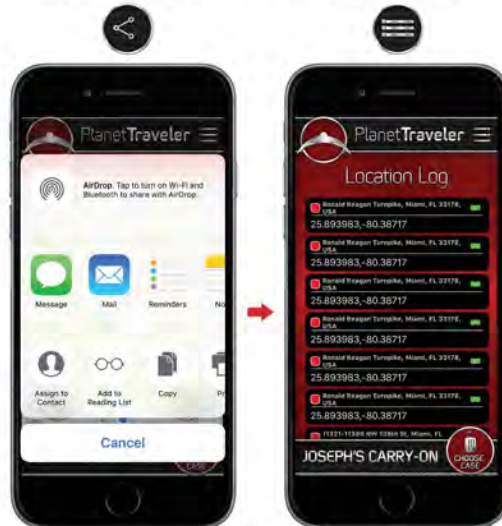 PlanetTraveler
AirDrop. Tap to turn on Wi-Fi and
Bluetooth to share with AirDrop.
Message
Mail
Reminders
No
Assign to
Contact
Add to
Reading List
Copy
Pr
Cancel
CASE
PlanetTraveler
Location Log
Ronald Reagan Turnpike, Miami, FL 33178,
USA
25.893983,-80.38717
Ronald Reagan Turnpike, Miami, FL 33178,
USA
25.893983,-80.38717
Ronald Reagan Turnpike, Miami, FL 33178,
USA
25.893983,-80.38717
Ronald Reagan Turnpike, Miami, FL 33178,
USA
25.893983,-80.38717
Ronald Reagan Turnpike, Miami, FL 33178,
USA
25.893983,-80.38717
Ronald Reagan Turnpike, Miami, FL 33178,
USA
25.893983,-80.38717
Miami, FL
JOSEPH'S CARRY-ON
CHOOSE
CASE